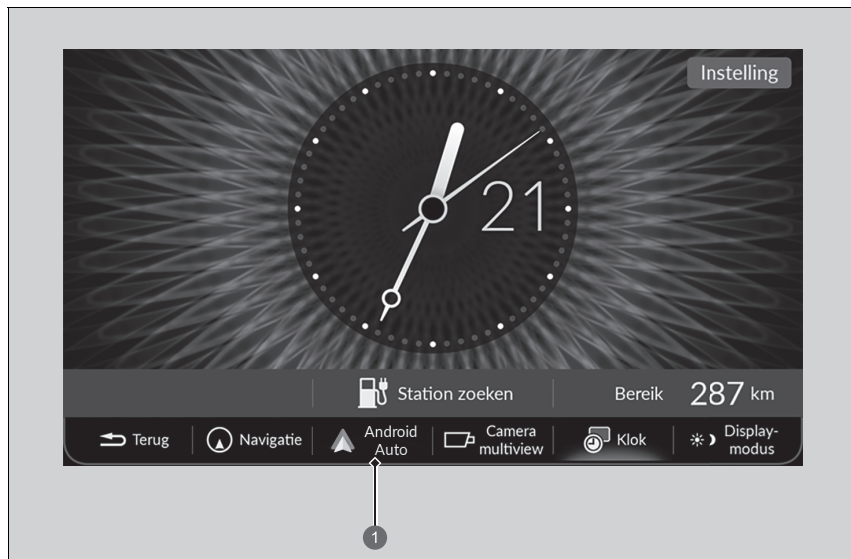 Instelling
21
Station zoeken
Bereik 287 km
Terug
Navigatie
Android
Auto
Camera
multiview
Klok
Display-
modus
1